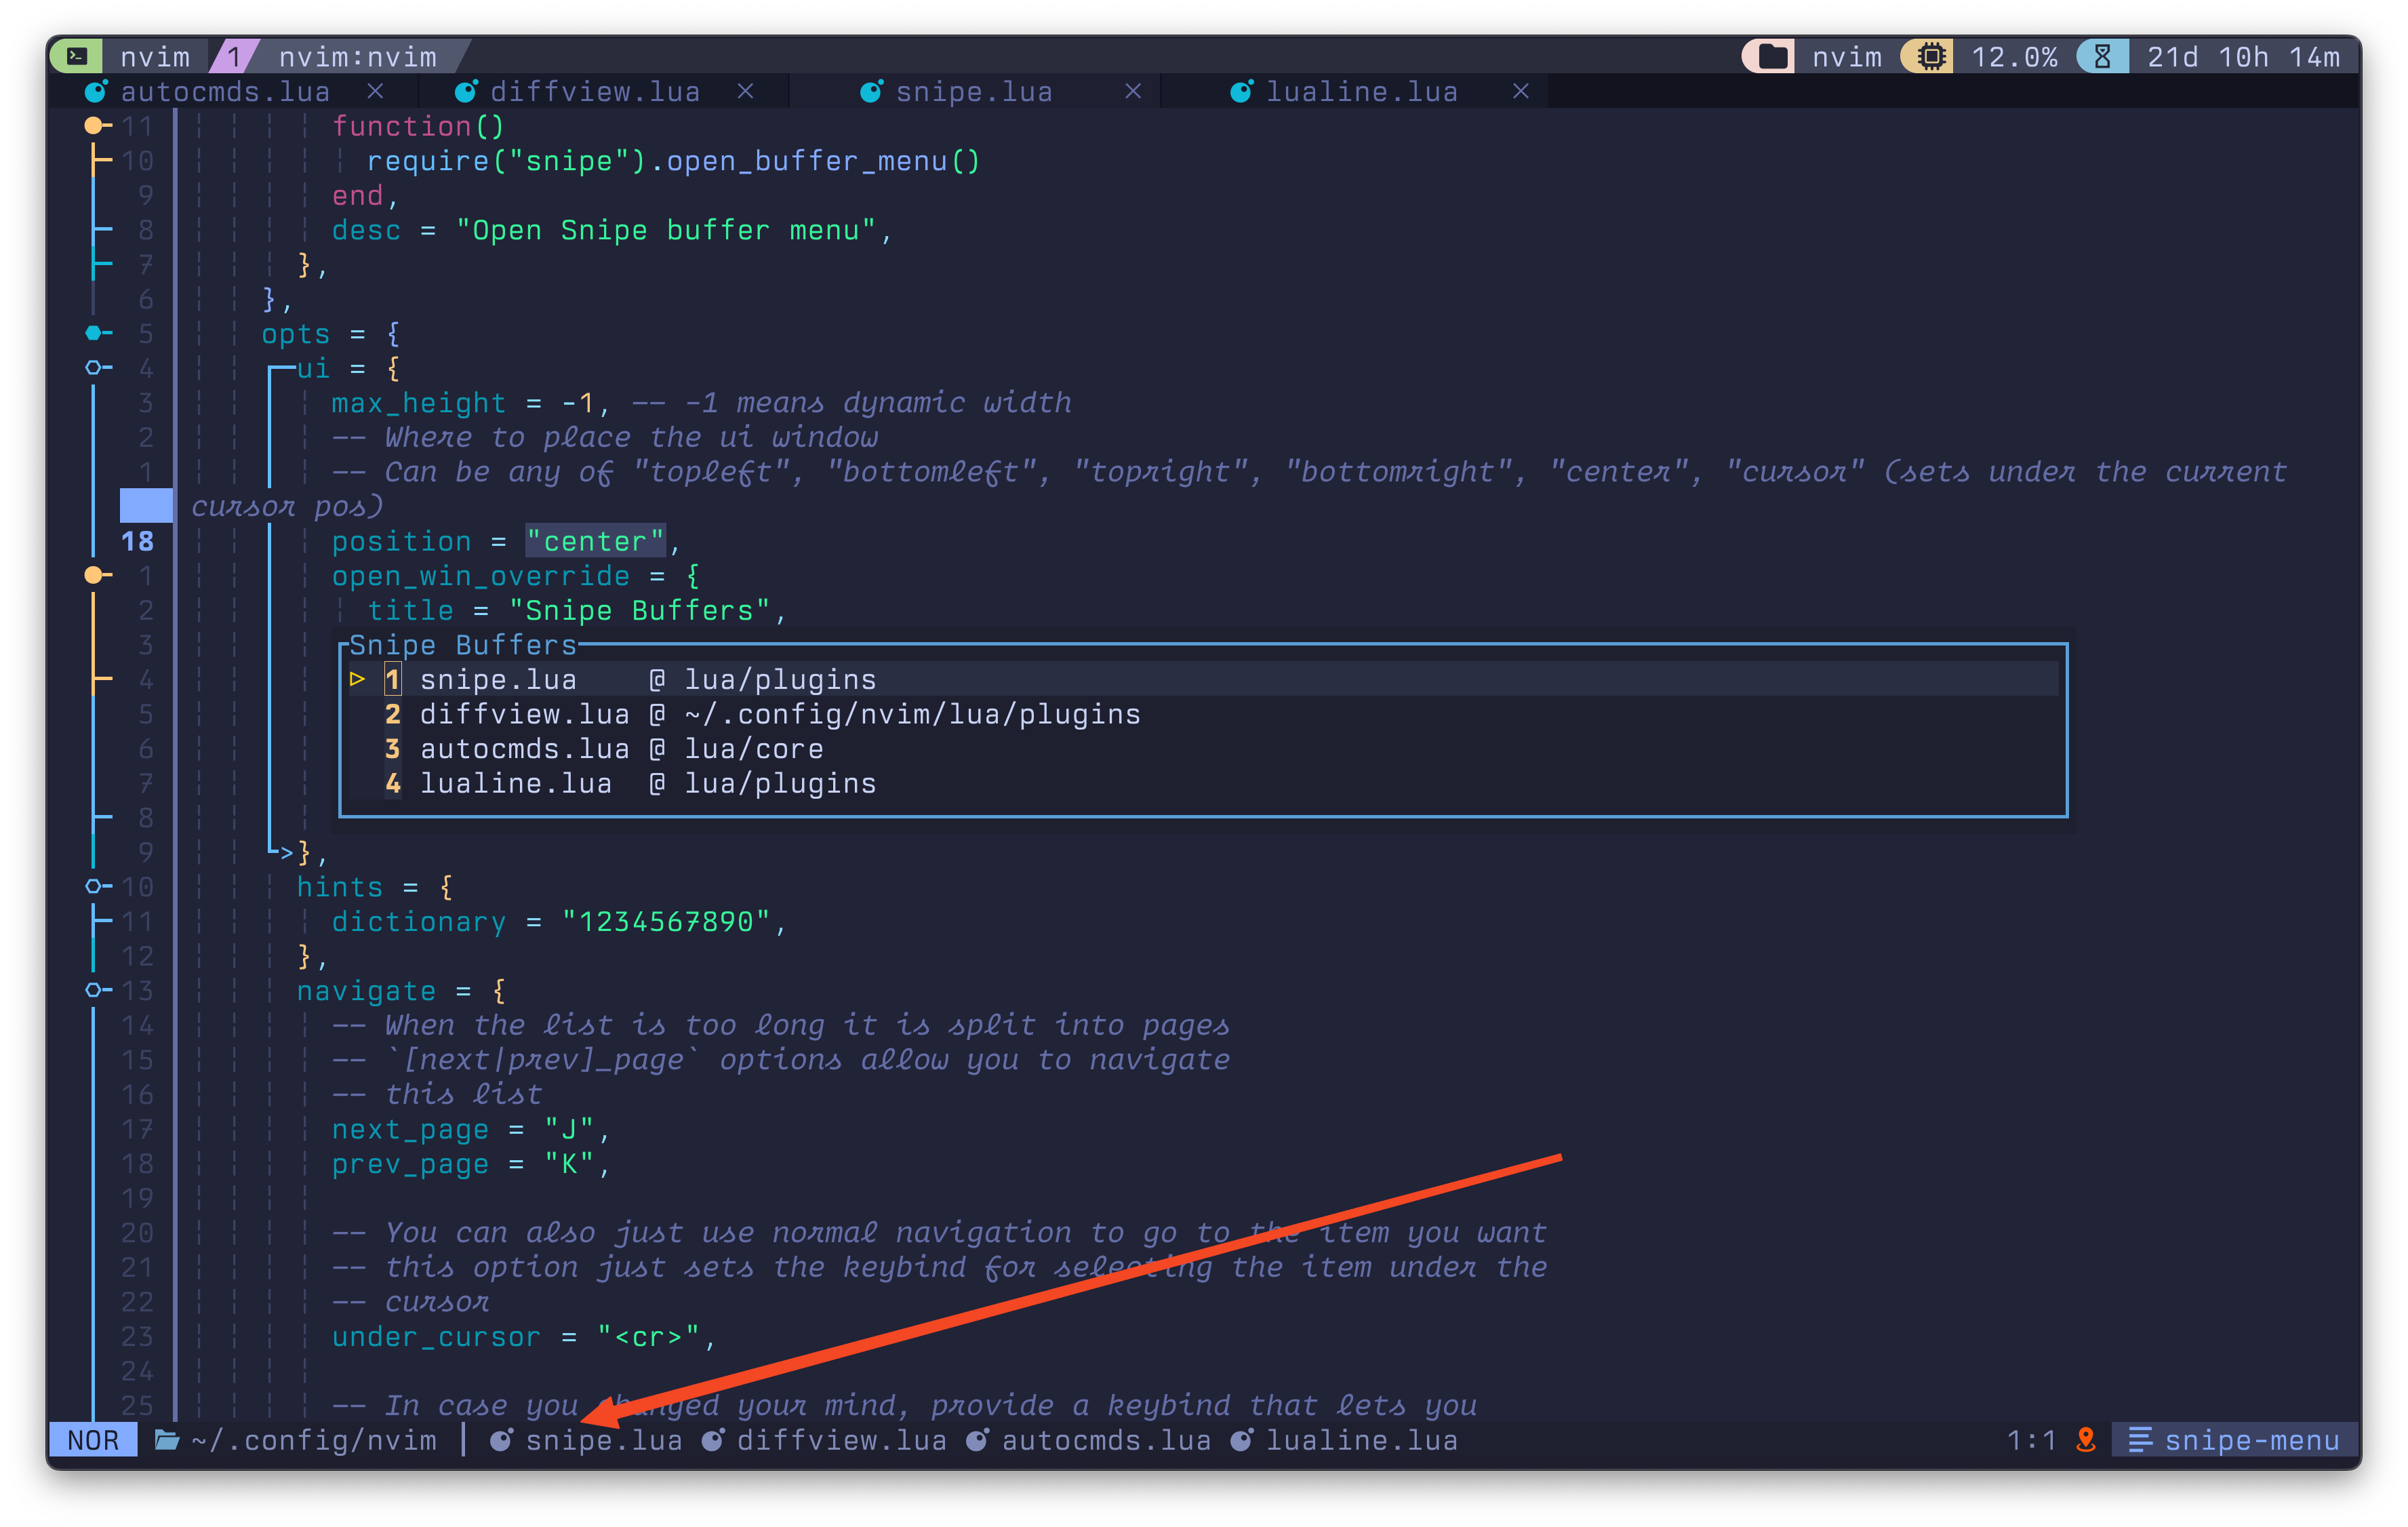 nvim 1 nvim:nvim nvim 12.0% 21d 10h 14m
autocmds.lua × diffview.lua × snipe.lua × lualine.lua ×
11 function()
10 require("snipe").open_buffer_menu()
9 end,
8 desc = "Open Snipe buffer menu",
7 },
6 },
5 opts = {
4 ui = {
3 max_height = -1, -- -1 means dynamic width
2 -- Where to place the ui window
1 -- Can be any of "topleft", "bottomleft", "topright", "bottomright", "center", "cursor" (sets under the current
cursor pos)
18 position = "center",
1 open_win_override = {
2 title = "Snipe Buffers",
3 Snipe Buffers
4 1 snipe.lua @ lua/plugins
5 2 diffview.lua @ ~/.config/nvim/lua/plugins
6 3 autocmds.lua @ lua/core
7 4 lualine.lua @ lua/plugins
8
9 },
10 hints = {
11 dictionary = "1234567890",
12 },
13 navigate = {
14 -- When the list is too long it is split into pages
15 -- `[next|prev]_page` options allow you to navigate
16 -- this list
17 next_page = "J",
18 prev_page = "K",
19
20 -- You can also just use normal navigation to go to the item you want
21 -- this option just sets the keybind for selecting the item under the
22 -- cursor
23 under_cursor = "<cr>",
24
25 -- In case you changed your mind, provide a keybind that lets you
NOR ~/.config/nvim | snipe.lua diffview.lua autocmds.lua lualine.lua 1:1 snipe-menu